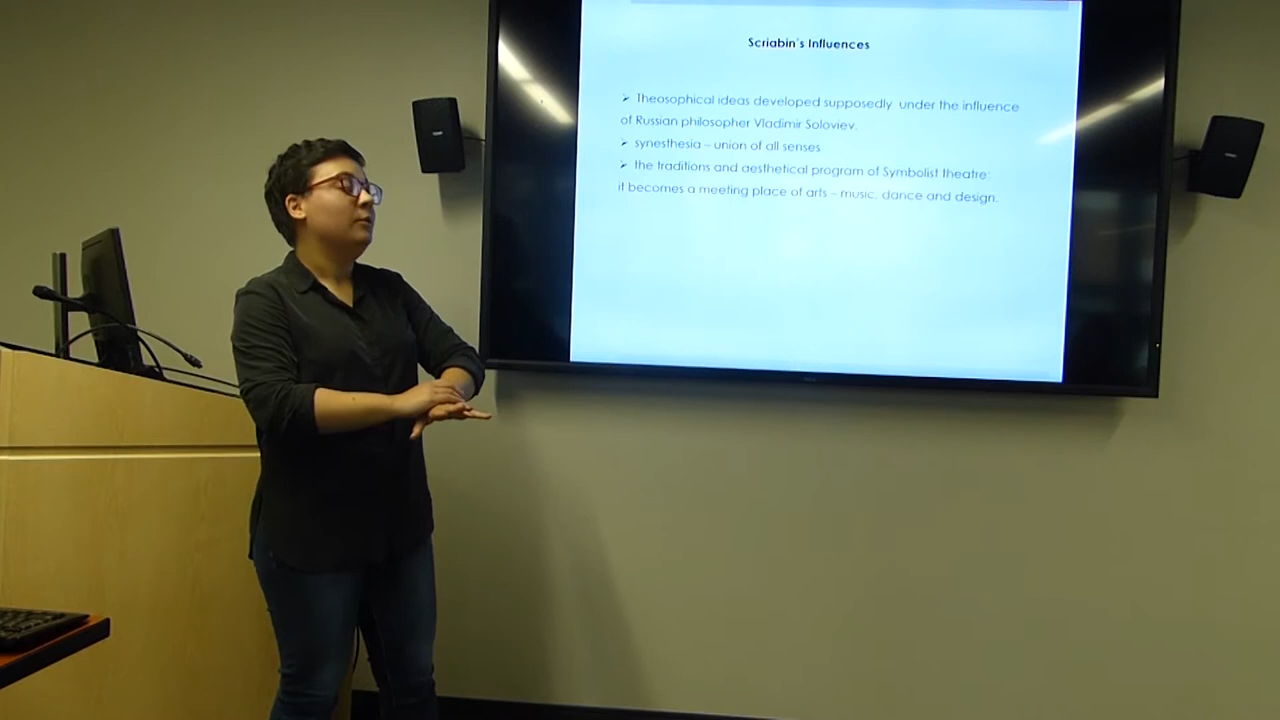 Scriabin's Influences
➢ Theosophical ideas developed supposedly under the influence
of Russian philosopher Vladimir Soloviev.
➢ synesthesia – union of all senses
➢ the traditions and aesthetical program of Symbolist theatre:
it becomes a meeting place of arts – music, dance and design.